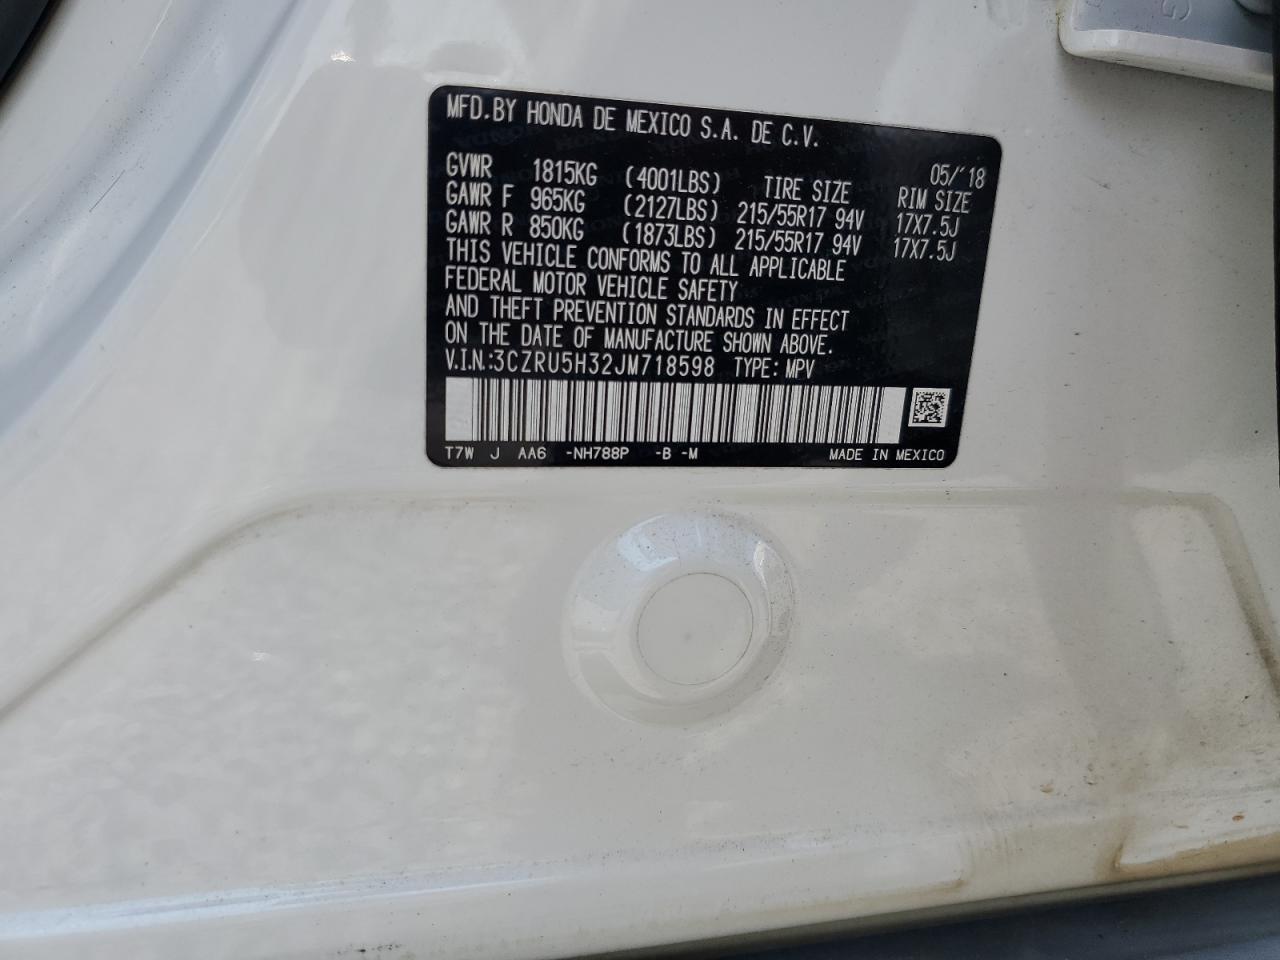 MFD.BY HONDA DE MEXICO S.A. DE C.V.
05/'18
GVWR 1815KG (4001LBS) TIRE SIZE RIM SIZE
GAWR F 965KG (2127LBS) 215/55R17 94V 17X7.5J
GAWR R 850KG (1873LBS) 215/55R17 94V 17X7.5J
THIS VEHICLE CONFORMS TO ALL APPLICABLE
FEDERAL MOTOR VEHICLE SAFETY
AND THEFT PREVENTION STANDARDS IN EFFECT
ON THE DATE OF MANUFACTURE SHOWN ABOVE.
V.I.N.:3CZRU5H32JM718598 TYPE: MPV
T7W J AA6 -NH788P -B -M MADE IN MEXICO